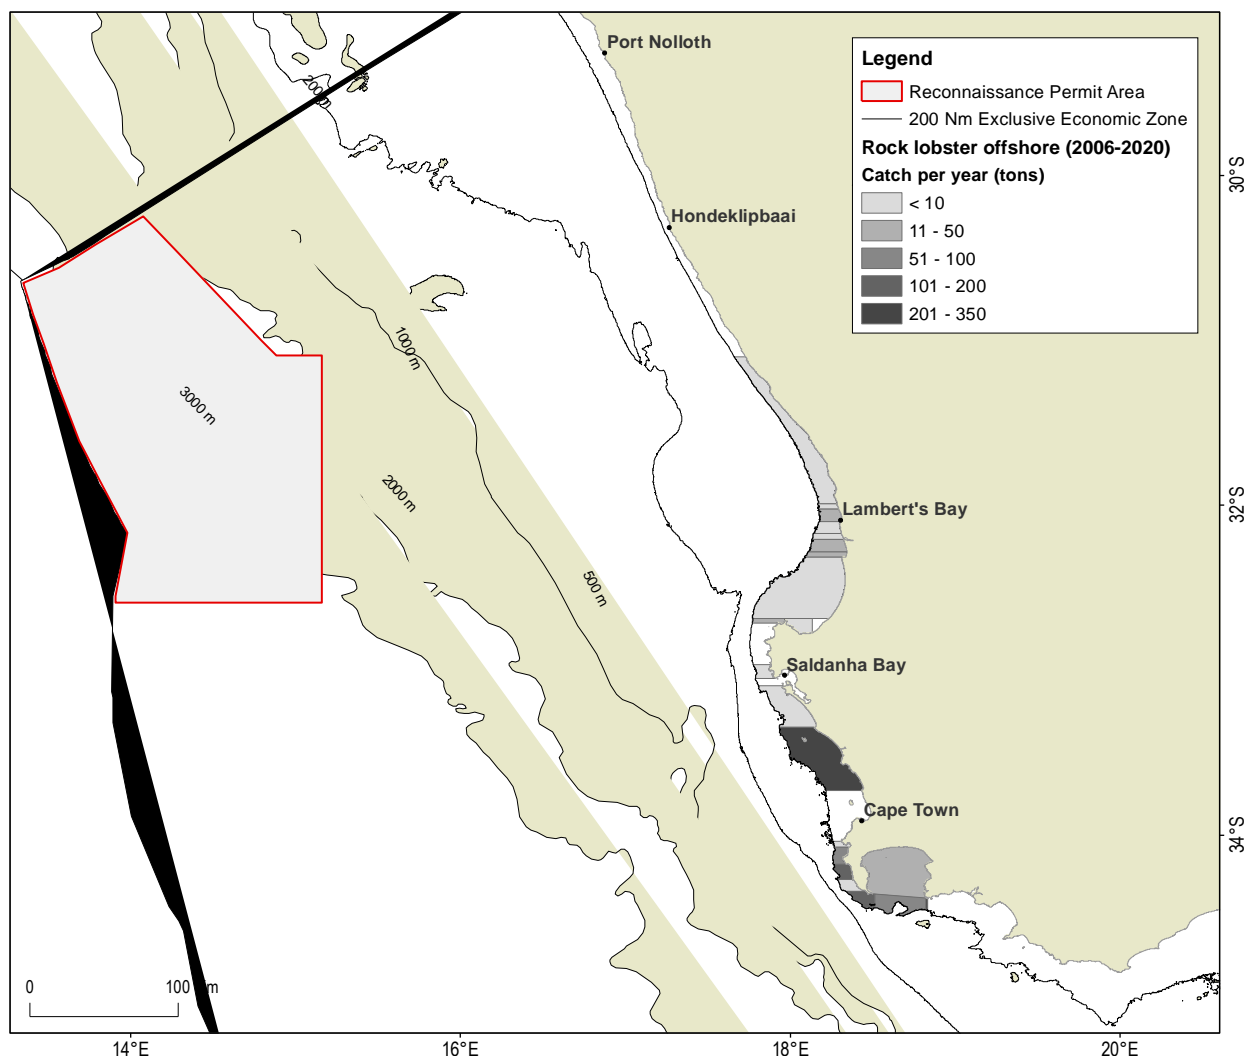 Port Nolloth
Legend
Reconnaissance Permit Area
200 Nm Exclusive Economic Zone
Rock lobster offshore (2006-2020)
Catch per year (tons)
< 10
11 - 50
51 - 100
101 - 200
201 - 350
200 m
30°S
Hondeklipbaai
1000 m
3000 m
2000 m
32°S
Lambert's Bay
500 m
Saldanha Bay
Cape Town
34°S
0
100
m
14°E
16°E
18°E
20°E